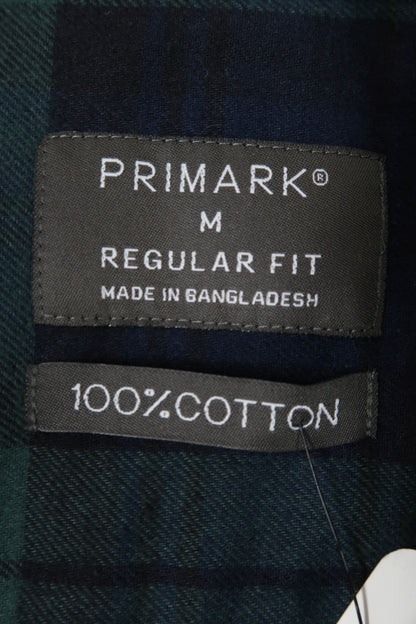 PRIMARK®
M
REGULAR FIT
MADE IN BANGLADESH
100% COTTON